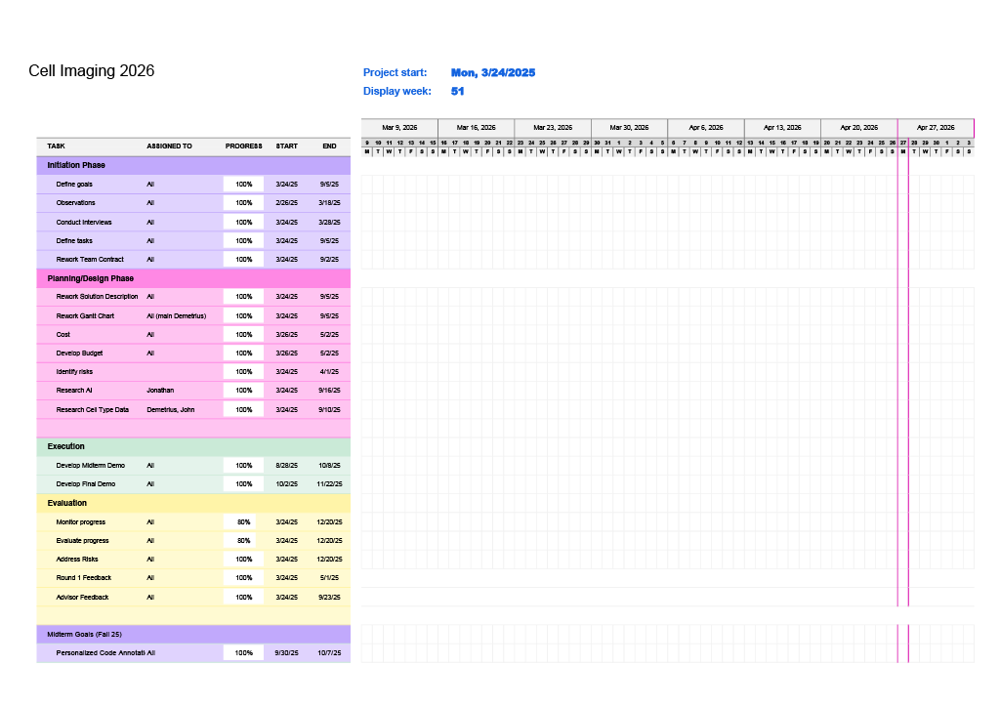 Cell Imaging 2026
Project start: Mon, 3/24/2025
Display week: 51
Mar 9, 2026 Mar 16, 2026 Mar 23, 2026 Mar 30, 2026 Apr 6, 2026 Apr 13, 2026 Apr 20, 2026 Apr 27, 2026
9 10 11 12 13 14 15 16 17 18 19 20 21 22 23 24 25 26 27 28 29 30 31 1 2 3 4 5 6 7 8 9 10 11 12 13 14 15 16 17 18 19 20 21 22 23 24 25 26 27 28 29 30 1 2 3
TASK ASSIGNED TO PROGRESS START END
M T W T F S S M T W T F S S M T W T F S S M T W T F S S M T W T F S S M T W T F S S M T W T F S S M T W T F S S
Initiation Phase
Define goals All 100% 3/24/25 9/5/25
Observations All 100% 2/26/25 3/18/25
Conduct Interviews All 100% 3/24/25 3/28/25
Define tasks All 100% 3/24/25 9/5/25
Rework Team Contract All 100% 3/24/25 9/2/25
Planning/Design Phase
Rework Solution Description All 100% 3/24/25 9/5/25
Rework Gantt Chart All (main Demetrius) 100% 3/24/25 9/5/25
Cost All 100% 3/26/25 5/2/25
Develop Budget All 100% 3/26/25 5/2/25
Identify risks 100% 3/24/25 4/1/25
Research AI Jonathan 100% 3/24/25 9/16/25
Research Cell Type Data Demetrius, John 100% 3/24/25 9/10/25
Execution
Develop Midterm Demo All 100% 8/28/25 10/8/25
Develop Final Demo All 100% 10/2/25 11/22/25
Evaluation
Monitor progress All 80% 3/24/25 12/20/25
Evaluate progress All 80% 3/24/25 12/20/25
Address Risks All 100% 3/24/25 12/20/25
Round 1 Feedback All 100% 3/24/25 5/1/25
Advisor Feedback All 100% 3/24/25 9/23/25
Midterm Goals (Fall 25)
Personalized Code Annotati All 100% 9/30/25 10/7/25